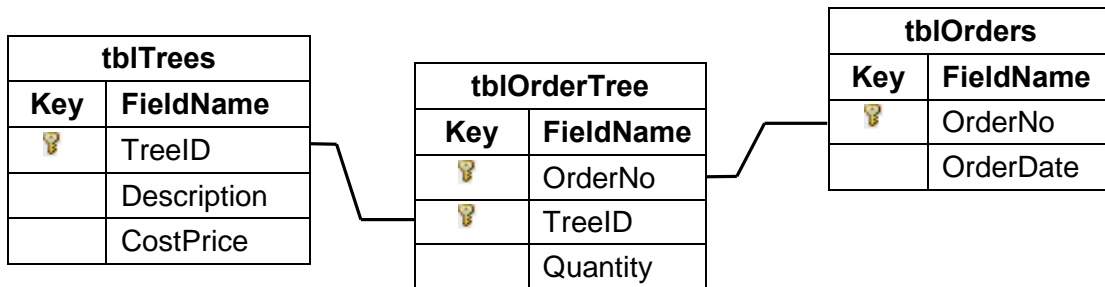 tblTrees
Key FieldName
TreeID
Description
CostPrice
tblOrderTree
Key FieldName
OrderNo
TreeID
Quantity
tblOrders
Key FieldName
OrderNo
OrderDate